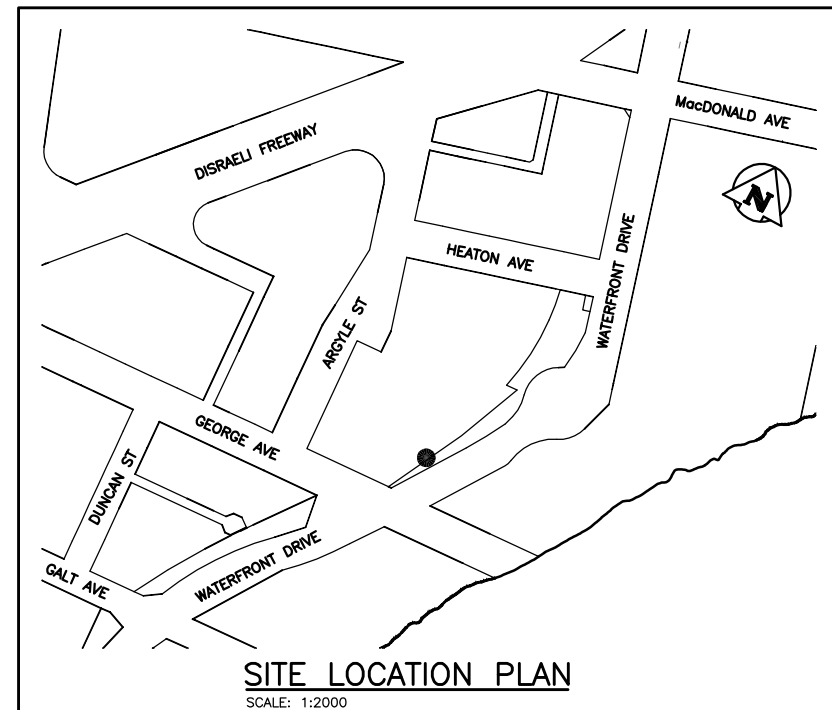 MacDONALD AVE
DISRAELI FREEWAY
N
HEATON AVE
WATERFRONT DRIVE
ARGYLE ST
GEORGE AVE
DUNCAN ST
WATERFRONT DRIVE
GALT AVE
SITE LOCATION PLAN
SCALE: 1:2000